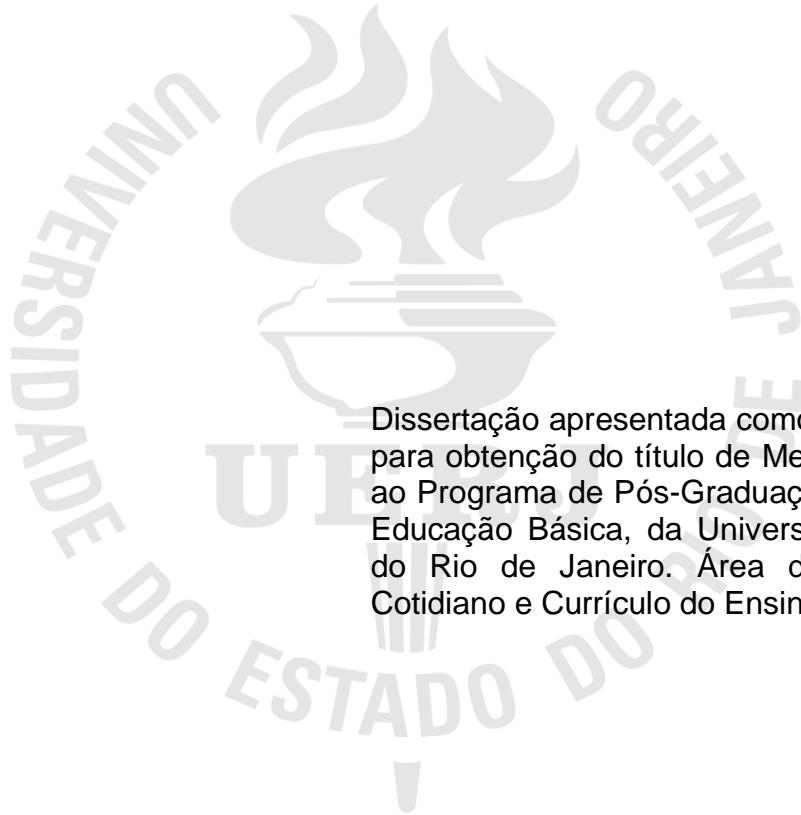 UNIVERSIDADE DO ESTADO DO RIO DE JANEIRO
UERJ
Dissertação apresentada como
para obtenção do título de Me
ao Programa de Pós-Graduaç
Educação Básica, da Univers
do Rio de Janeiro. Área d
Cotidiano e Currículo do Ensin